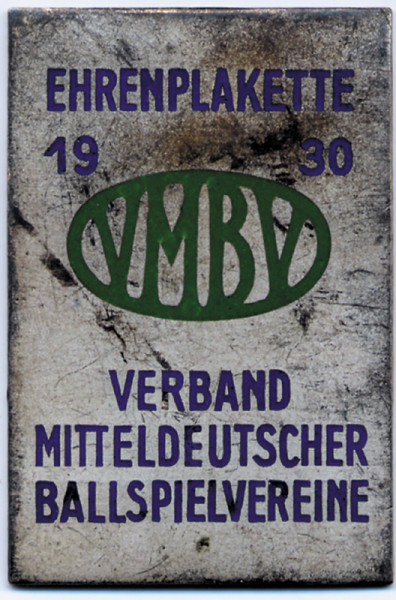 EHRENPLAKETTE
19 30
VMBV
VERBAND
MITTELDEUTSCHER
BALLSPIELVEREINE